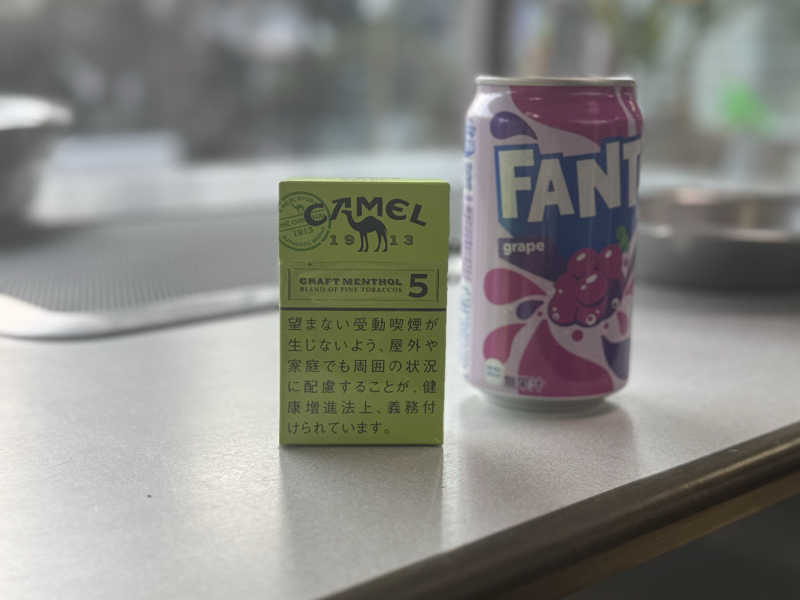 CAMEL
1913
CRAFT MENTHOL 5
BLEND OF FINE TOBACCOS
望まない受動喫煙が
生じないよう、屋外や
家庭でも周囲の状況
に配慮することが、健
康増進法上、義務付
けられています。
FANT
grape